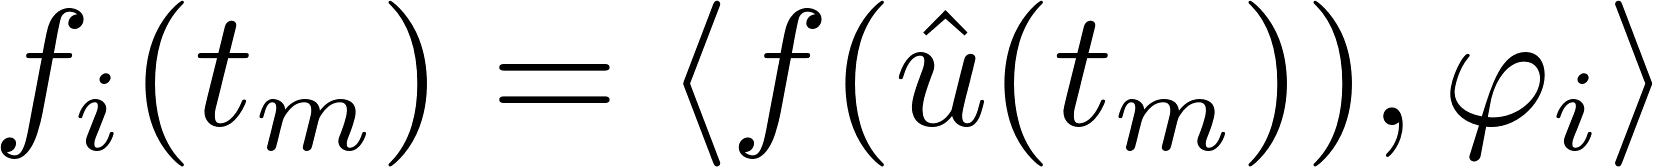 f_i(t_m) = ⟨f(û(t_m)), φ_i⟩